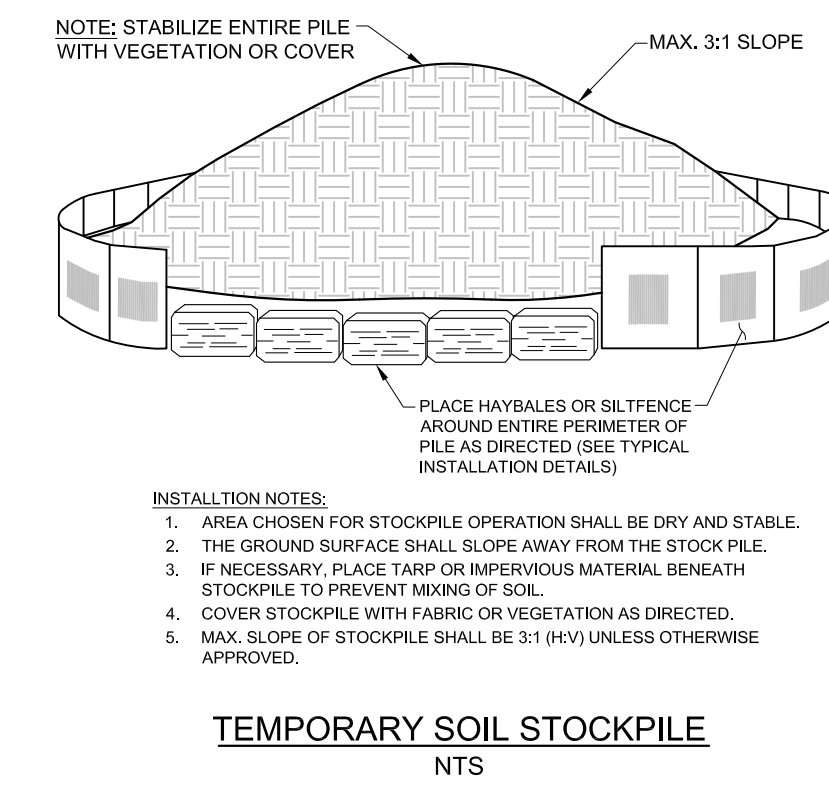 NOTE: STABILIZE ENTIRE PILE
WITH VEGETATION OR COVER
MAX. 3:1 SLOPE
PLACE HAYBALES OR SILTFENCE
AROUND ENTIRE PERIMETER OF
PILE AS DIRECTED (SEE TYPICAL
INSTALLATION DETAILS)
INSTALLTION NOTES:
1. AREA CHOSEN FOR STOCKPILE OPERATION SHALL BE DRY AND STABLE.
2. THE GROUND SURFACE SHALL SLOPE AWAY FROM THE STOCK PILE.
3. IF NECESSARY, PLACE TARP OR IMPERVIOUS MATERIAL BENEATH
STOCKPILE TO PREVENT MIXING OF SOIL.
4. COVER STOCKPILE WITH FABRIC OR VEGETATION AS DIRECTED.
5. MAX. SLOPE OF STOCKPILE SHALL BE 3:1 (H:V) UNLESS OTHERWISE
APPROVED.
TEMPORARY SOIL STOCKPILE
NTS